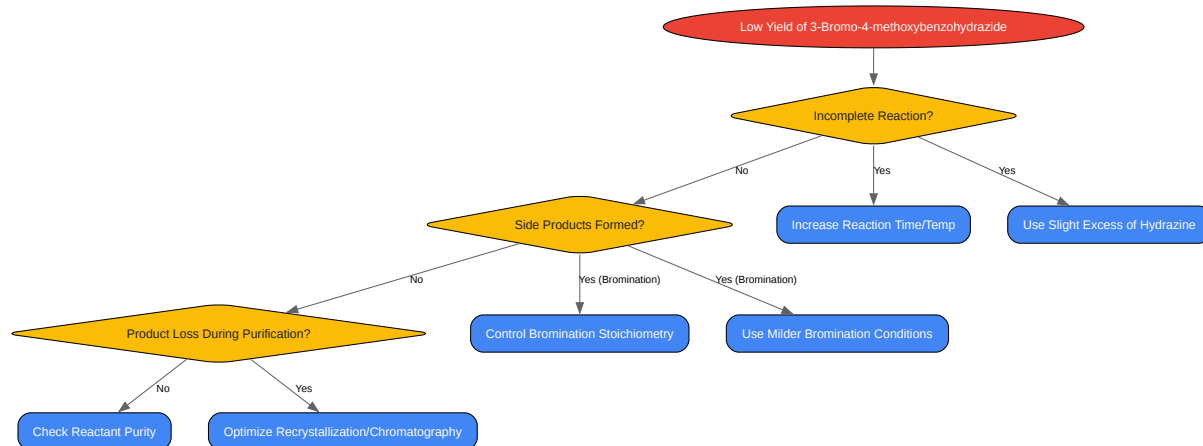 Low Yield of 3-Bromo-4-methoxybenzohydrazide
Incomplete Reaction?
No
Yes
Yes
Side Products Formed?
Increase Reaction Time/Temp
Use Slight Excess of Hydrazine
No
Yes (Bromination)
Yes (Bromination)
Product Loss During Purification?
Control Bromination Stoichiometry
Use Milder Bromination Conditions
No
Yes
Check Reactant Purity
Optimize Recrystallization/Chromatography